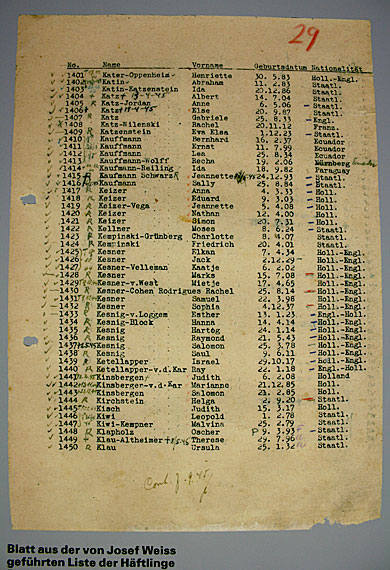 29
No. Name Vorname Geburtsdatum Nationalität
1401 Kater-Oppenheim Henriette 30. 5.83 Holl.-Engl.
1402 Katin Abraham 11. 2.83 Staatl.
1403 Katin-Katzenstein Ida 20.12.86 Staatl.
1404 Katz Albert 14. 7.04 Staatl.
1405 Katz-Jordan Anne 6. 5.06 Staatl.
1406 Katz Else Staatl.
1407 Katz Gabriele 25. 8.33 Engl.
1408 Katz-Milenski Rachel 20.11.12 Franz.
1409 Katzenstein Eva Elsa 1.12.23 Staatl.
1410 Kauffmann Bernhard 16. 2.37 Ecuador
1411 Kauffmann Ernst 11. 7.99 Ecuador
1412 Kauffmann Lea 25. 8.34 Ecuador
1413 Kauffmann-Wolff Recha 19. 2.06
1414 Kaufmann-Reiling Ida 18. 9.82 Paraguay
1415 Kaufmann Schwarz Jeannette 24.12.93 Staatl.
1416 Kaufmann Sally 25. 8.84 Staatl.
1417 Keizer Anna 4. 3.33 Holl.
1418 Keizer Eduard 9. 3.03 Holl.
1419 Keizer-Vega Jeanette 5. 4.08 Holl.
1420 Keizer Nathan 12. 4.00 Holl.
1421 Keizer Simon 20. 7.31 Holl.
1422 Kellner Moses 8. 6.24 Staatl.
1423 Kempinski-Grünberg Charlotte 8. 4.07 Staatl.
1424 Kempinski Friedrich 20. 4.01 Staatl.
1425 Kesner Elkan 7. 4.34 Holl.-Engl.
1426 Kesner Jack 2.12.29 Holl.-Engl.
1427 Kesner-Velleman Kaatje 1. 6.02 Holl.-Engl.
1428 Kesner Marks 15. 7.08 Holl.-Engl.
1429 Kesner-v.West Mietje 17. 4.65 Holl.-Engl.
1430 Kesner-Cohen Rodrigues Rachel 25. 8.14 Holl.-Engl.
1431 Kesner Samuel 22. 3.98 Holl.-Engl.
1432 Kesner Sophia 4.12.37 Holl.-Engl.
1433 Kesnig-v.Loggem Esther 13. 1.23 Engl.-Holl.
1434 Kesnig-Blook Hanna 14. 4.14 Holl.-Engl.
1435 Kesnig Hartog 24. 1.14 Holl.-Engl.
1436 Kesnig Raymond 21. 5.43 Holl.-Engl.
1437 Kesnig Salomon 25. 3.78 Holl.-Engl.
1438 Kesnig Saul 9. 6.11 Holl.-Engl.
1439 Ketellapper Israel 29.10.17 Holl.-Engl.
1440 Ketellapper-v.d.Kar Ray 22. 1.18 Engl.-Holl.
1441 Kinsbergen Judith 2. 6.08 Holland
1442 Kinsbergen-v.d.Kar Marianne 21.12.85 Holl.
1443 Kinsbergen Salomon 21. 2.85 Holl.
1444 Kirchstein Helga 2. 9.20 Staatl.
1445 Kisch Judith 15. 3.17 Holl.
1446 Kiwi Leopold 1. 2.78 Staatl.
1447 Kiwi-Kempner Malvina 25. 2.79 Staatl.
1448 Klapholz Oscher 9. 3.93 Staatl.
1449 Klau-Altheimer Therese 29. 7.96 Staatl.
1450 Klau Ursula 25. 1.32 Staatl.
Blatt aus der von Josef Weiss
geführten Liste der Häftlinge